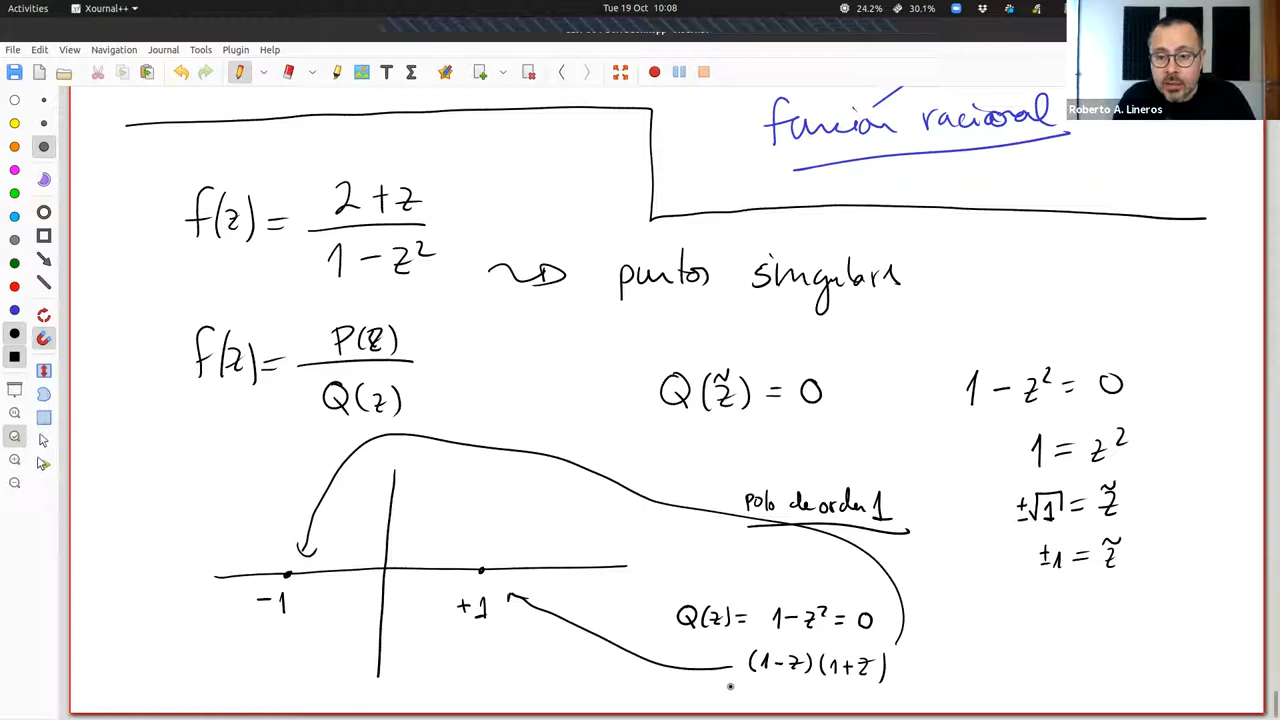 Activities Xournal++ Tue 19 Oct 10:08 24.2% 30.1%
File Edit View Navigation Journal Tools Plugin Help
Roberto A. Lineros
función racional
f(z) = 2+z / 1-z²
~> puntos singulares
f(z) = P(z) / Q(z)
Q(z̃) = 0
1 - z² = 0
1 = z²
±√1 = z̃
±1 = z̃
polo de orden 1
-1 +1
Q(z) = 1-z² = 0
(1-z)(1+z)